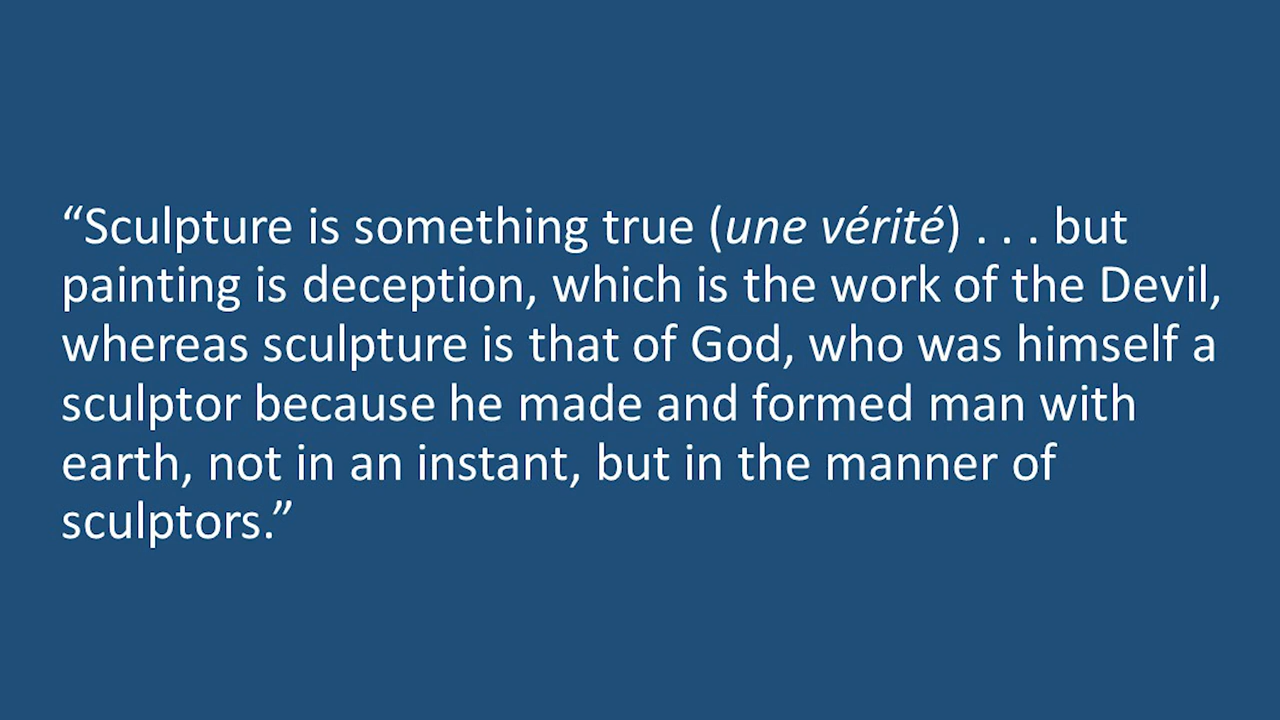 “Sculpture is something true (une vérité) . . . but
painting is deception, which is the work of the Devil,
whereas sculpture is that of God, who was himself a
sculptor because he made and formed man with
earth, not in an instant, but in the manner of
sculptors.”